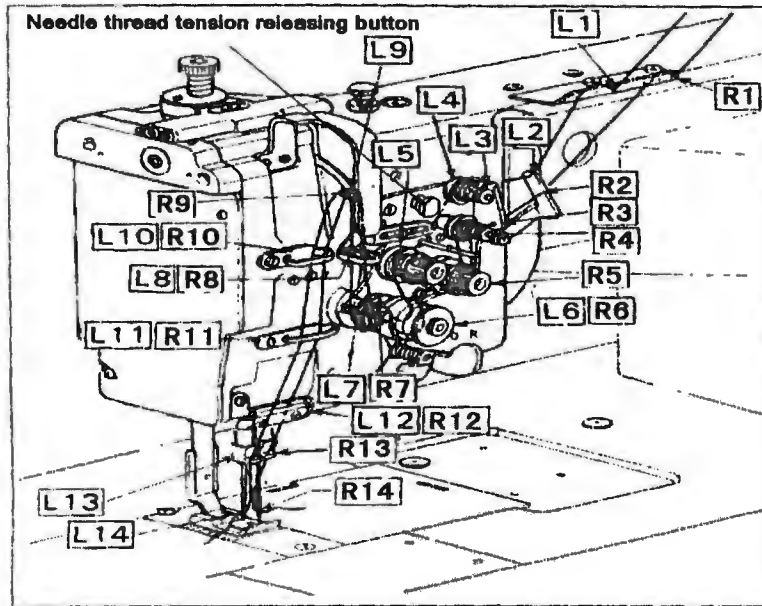 Needle thread tension releasing button
L1
L9
R1
L4
L3
L2
L5
R2
R9
R3
L10 R10
R4
L8 R8
R5
L6 R6
L11 R11
L7 R7
L12 R12
R13
L13
R14
L14